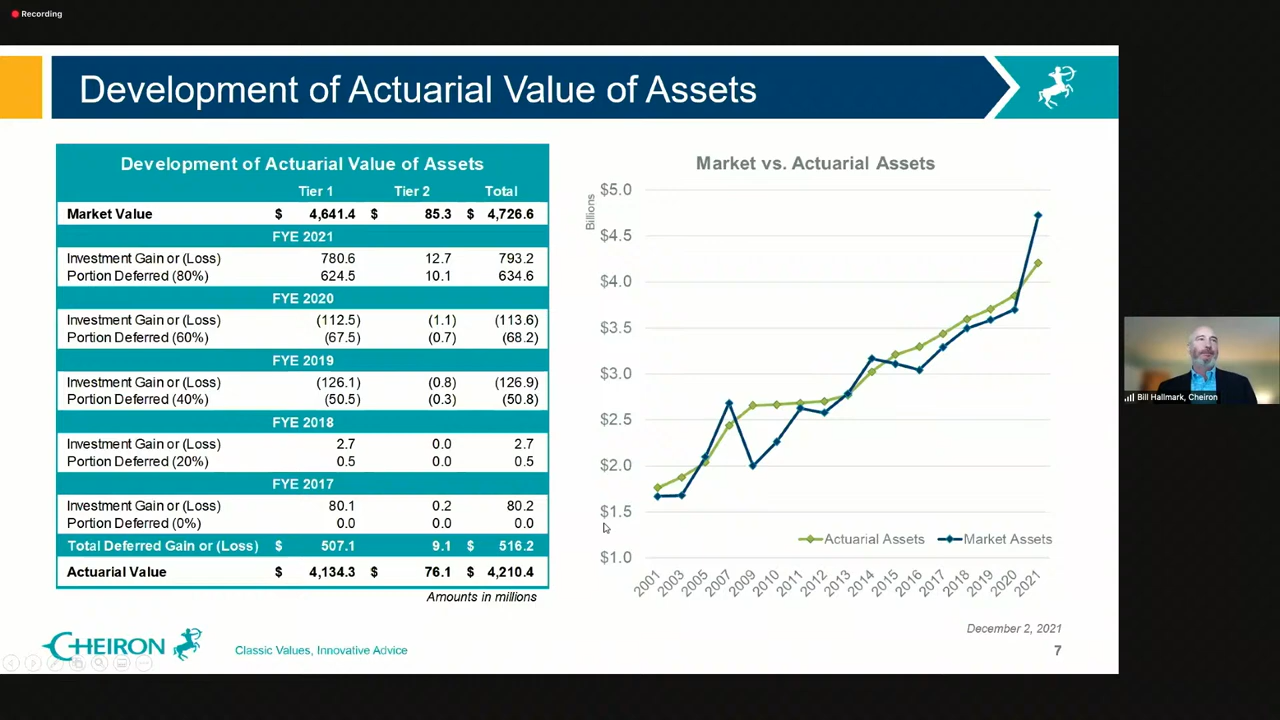 Recording
Development of Actuarial Value of Assets
Development of Actuarial Value of Assets
Tier 1 Tier 2 Total
Market Value $ 4,641.4 $ 85.3 $ 4,726.6
FYE 2021
Investment Gain or (Loss) 780.6 12.7 793.2
Portion Deferred (80%) 624.5 10.1 634.6
FYE 2020
Investment Gain or (Loss) (112.5) (1.1) (113.6)
Portion Deferred (60%) (67.5) (0.7) (68.2)
FYE 2019
Investment Gain or (Loss) (126.1) (0.8) (126.9)
Portion Deferred (40%) (50.5) (0.3) (50.8)
FYE 2018
Investment Gain or (Loss) 2.7 0.0 2.7
Portion Deferred (20%) 0.5 0.0 0.5
FYE 2017
Investment Gain or (Loss) 80.1 0.2 80.2
Portion Deferred (0%) 0.0 0.0 0.0
Total Deferred Gain or (Loss) $ 507.1 9.1 $ 516.2
Actuarial Value $ 4,134.3 $ 76.1 $ 4,210.4
Amounts in millions
Market vs. Actuarial Assets
Billions
$5.0
$4.5
$4.0
$3.5
$3.0
$2.5
$2.0
$1.5
$1.0
Actuarial Assets Market Assets
2001 2003 2005 2007 2009 2010 2011 2012 2013 2014 2015 2016 2017 2018 2019 2020 2021
Bill Hallmark, Cheiron
December 2, 2021
CHEIRON
Classic Values, Innovative Advice
7